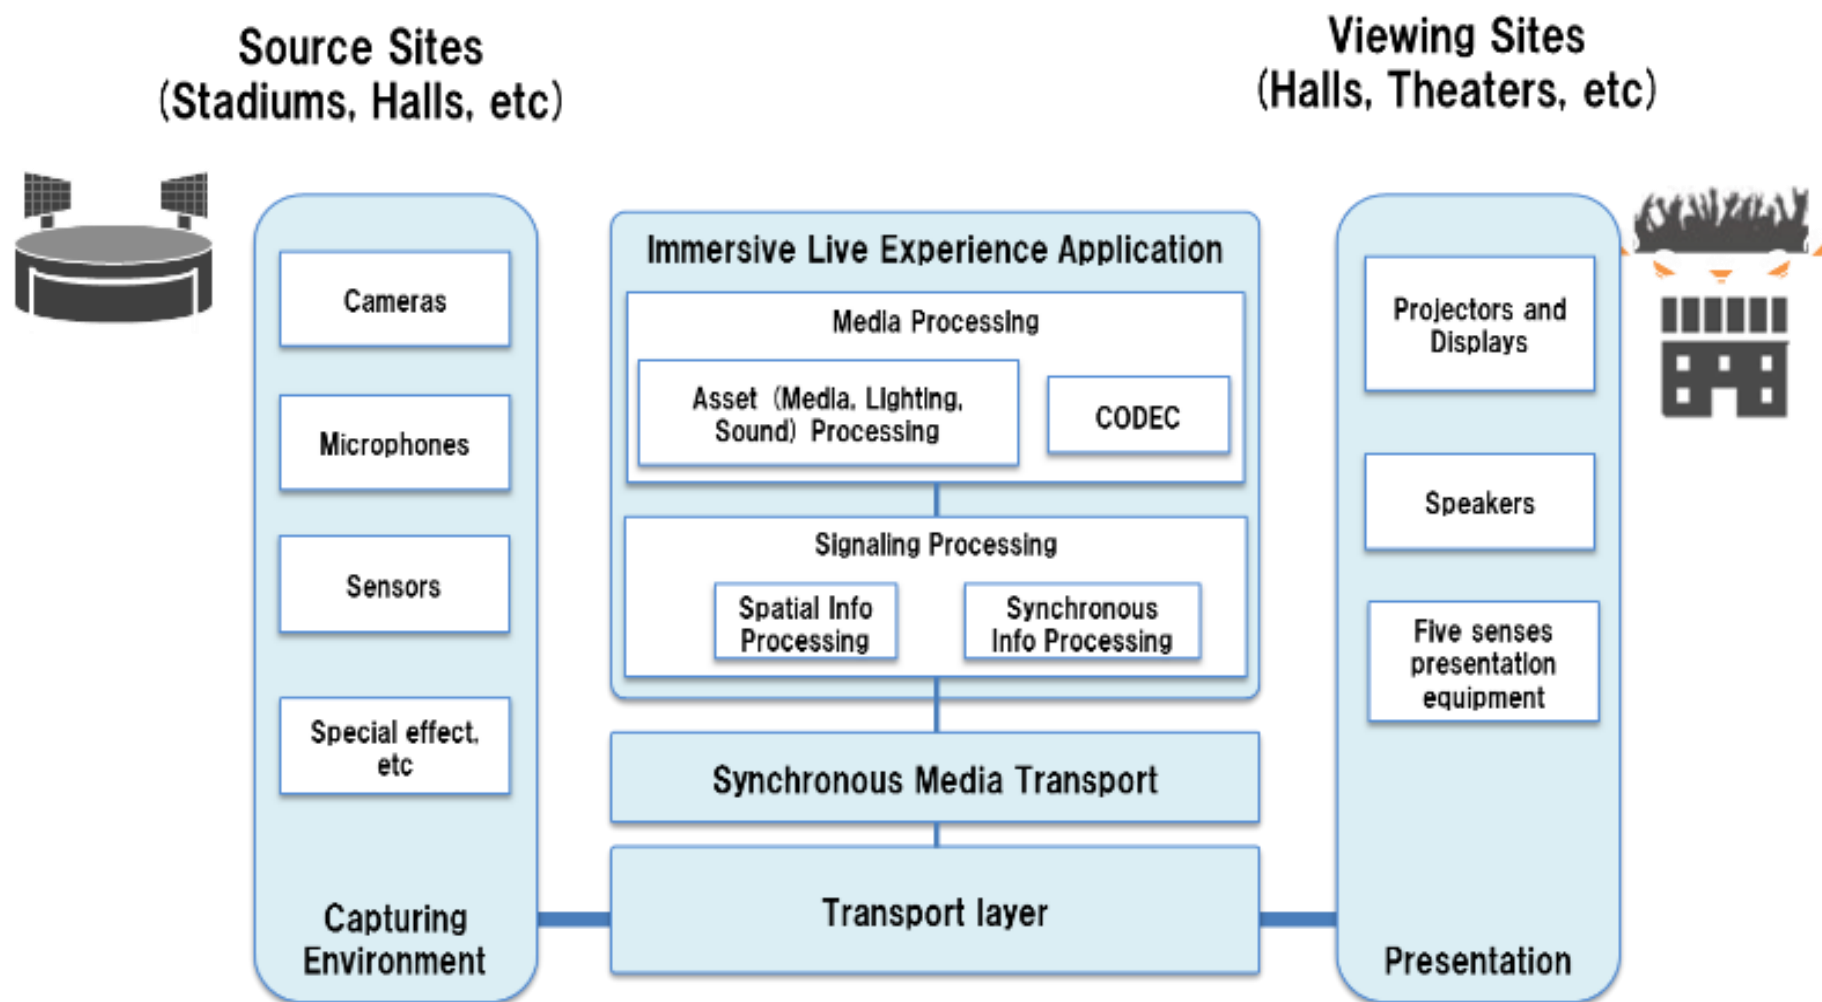 Source Sites
(Stadiums, Halls, etc)
Viewing Sites
(Halls, Theaters, etc)
Cameras
Microphones
Sensors
Special effect,
etc
Capturing
Environment
Immersive Live Experience Application
Media Processing
Asset (Media, Lighting,
Sound) Processing
CODEC
Signaling Processing
Spatial Info
Processing
Synchronous
Info Processing
Synchronous Media Transport
Transport layer
Projectors and
Displays
Speakers
Five senses
presentation
equipment
Presentation